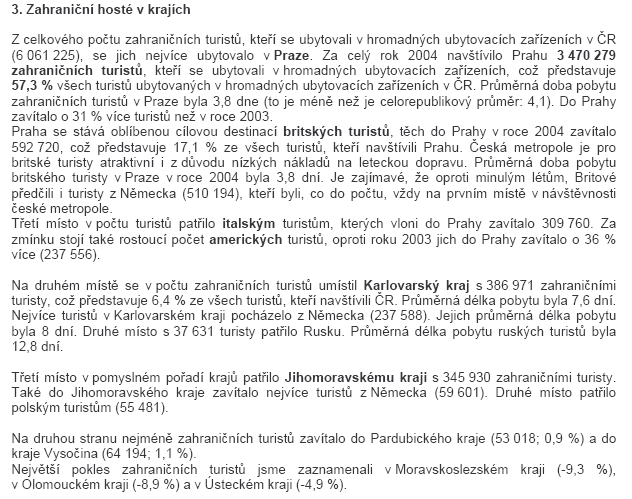 3. Zahraniční hosté v krajích
Z celkového počtu zahraničních turistů, kteří se ubytovali v hromadných ubytovacích zařízeních v ČR
(6 061 225), se jich nejvíce ubytovalo v Praze. Za celý rok 2004 navštívilo Prahu 3 470 279
zahraničních turistů, kteří se ubytovali v hromadných ubytovacích zařízeních, což představuje
57,3 % všech turistů ubytovaných v hromadných ubytovacích zařízeních v ČR. Průměrná doba pobytu
zahraničních turistů v Praze byla 3,8 dne (to je méně než je celorepublikový průměr: 4,1). Do Prahy
zavítalo o 31 % více turistů než v roce 2003.
Praha se stává oblíbenou cílovou destinací britských turistů, těch do Prahy v roce 2004 zavítalo
592 720, což představuje 17,1 % ze všech turistů, kteří navštívili Prahu. Česká metropole je pro
britské turisty atraktivní i z důvodu nízkých nákladů na leteckou dopravu. Průměrná doba pobytu
britského turisty v Praze v roce 2004 byla 3,8 dní. Je zajímavé, že oproti minulým létům, Britové
předčili i turisty z Německa (510 194), kteří byli, co do počtu, vždy na prvním místě v návštěvnosti
české metropole.
Třetí místo v počtu turistů patřilo italským turistům, kterých vloni do Prahy zavítalo 309 760. Za
zmínku stojí také rostoucí počet amerických turistů, oproti roku 2003 jich do Prahy zavítalo o 36 %
více (237 556).
Na druhém místě se v počtu zahraničních turistů umístil Karlovarský kraj s 386 971 zahraničními
turisty, což představuje 6,4 % ze všech turistů, kteří navštívili ČR. Průměrná délka pobytu byla 7,6 dní.
Nejvíce turistů v Karlovarském kraji pocházelo z Německa (237 588). Jejich průměrná délka pobytu
byla 8 dní. Druhé místo s 37 631 turisty patřilo Rusku. Průměrná délka pobytu ruských turistů byla
12,8 dní.
Třetí místo v pomyslném pořadí krajů patřilo Jihomoravskému kraji s 345 930 zahraničními turisty.
Také do Jihomoravského kraje zavítalo nejvíce turistů z Německa (59 601). Druhé místo patřilo
polským turistům (55 481).
Na druhou stranu nejméně zahraničních turistů zavítalo do Pardubického kraje (53 018; 0,9 %) a do
kraje Vysočina (64 194; 1,1 %).
Největší pokles zahraničních turistů jsme zaznamenali v Moravskoslezském kraji (-9,3 %),
v Olomouckém kraji (-8,9 %) a v Ústeckém kraji (-4,9 %).